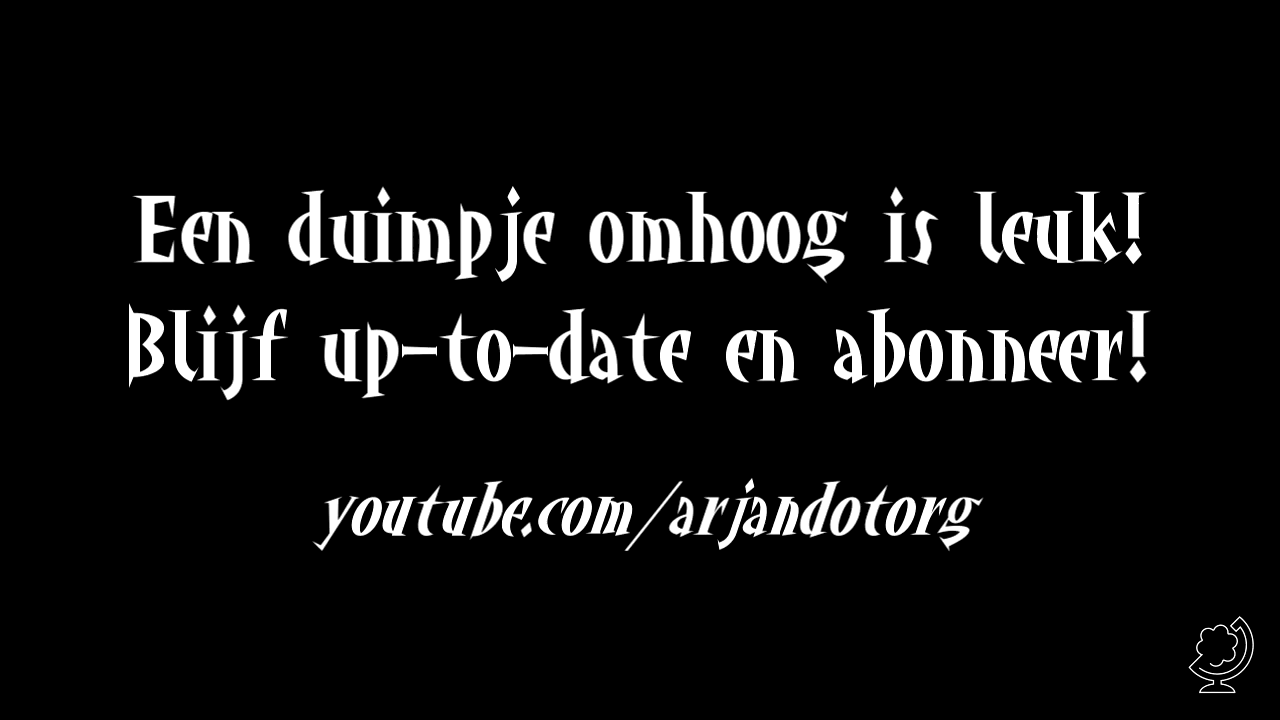 Een duimpje omhoog is leuk!
Blijf up-to-date en abonneer!
youtube.com/arjandotorg